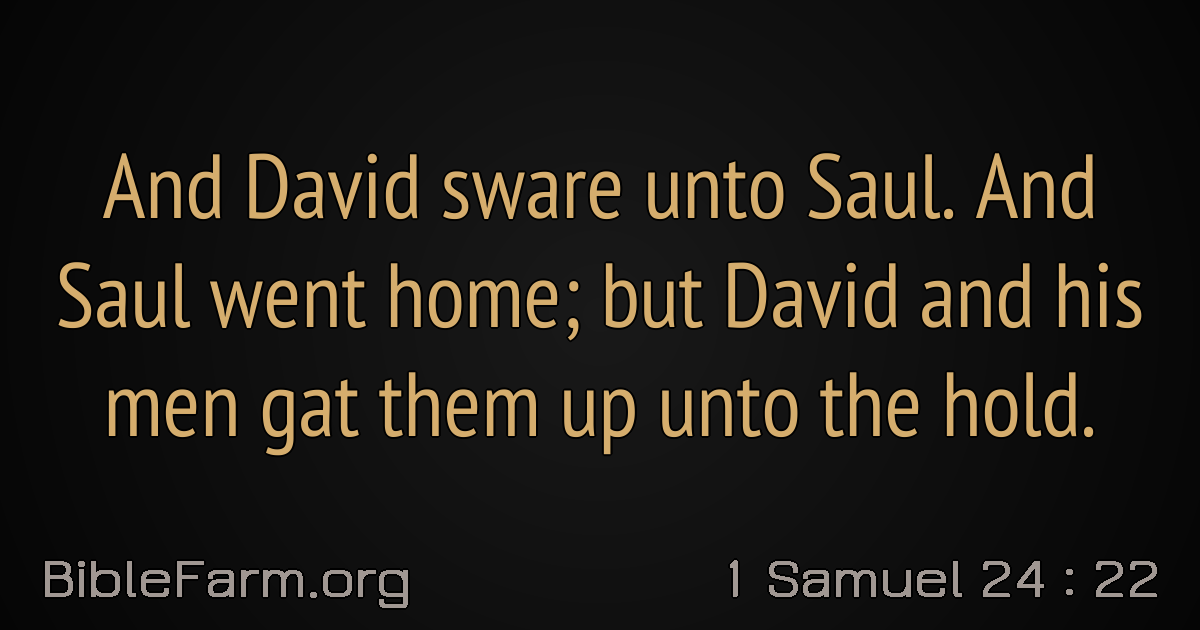 And David sware unto Saul. And
Saul went home; but David and his
men gat them up unto the hold.
BibleFarm.org
1 Samuel 24 : 22